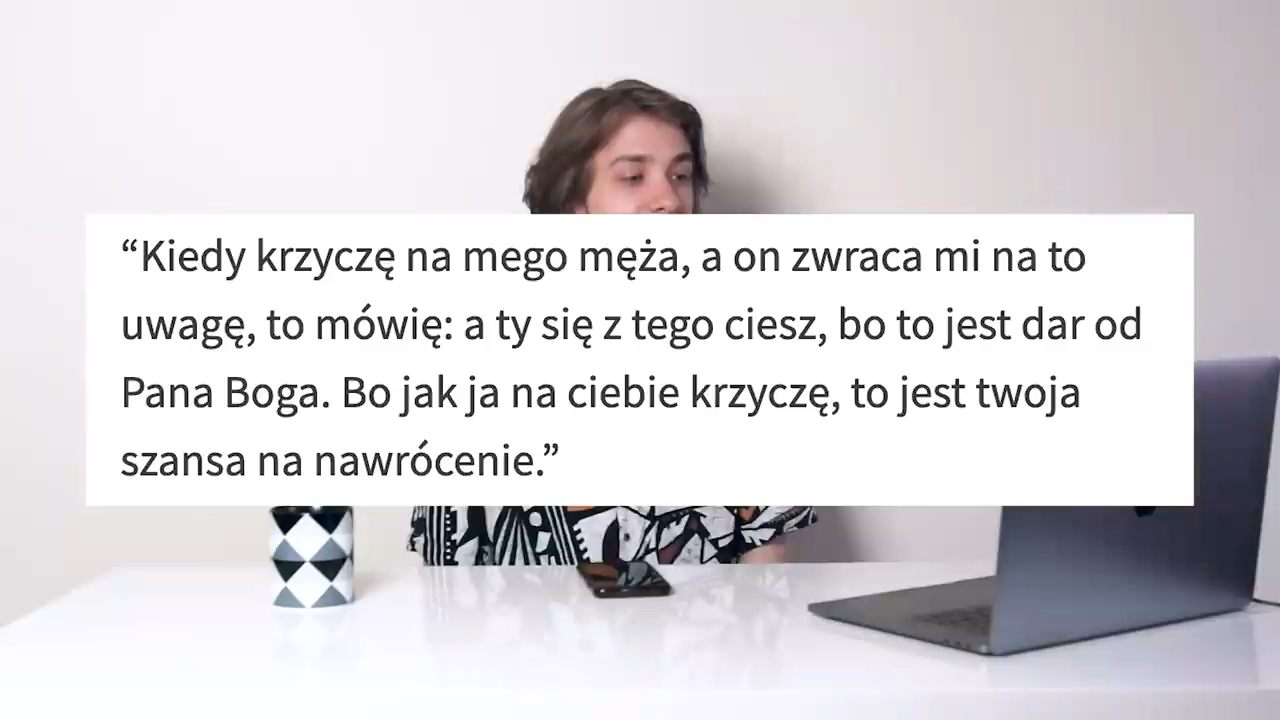 “Kiedy krzyczę na mego męża, a on zwraca mi na to
uwagę, to mówię: a ty się z tego ciesz, bo to jest dar od
Pana Boga. Bo jak ja na ciebie krzyczę, to jest twoja
szansa na nawrócenie.”